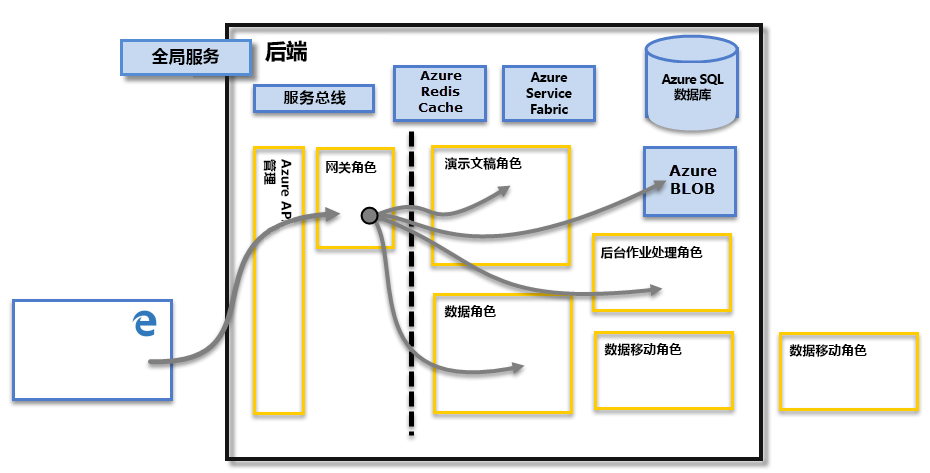 全局服务
后端
服务总线
Azure
Redis
Cache
Azure
Service
Fabric
Azure SQL
数据库
Azure AP
管理
网关角色
演示文稿角色
Azure
BLOB
后台作业处理角色
数据角色
数据移动角色
数据移动角色